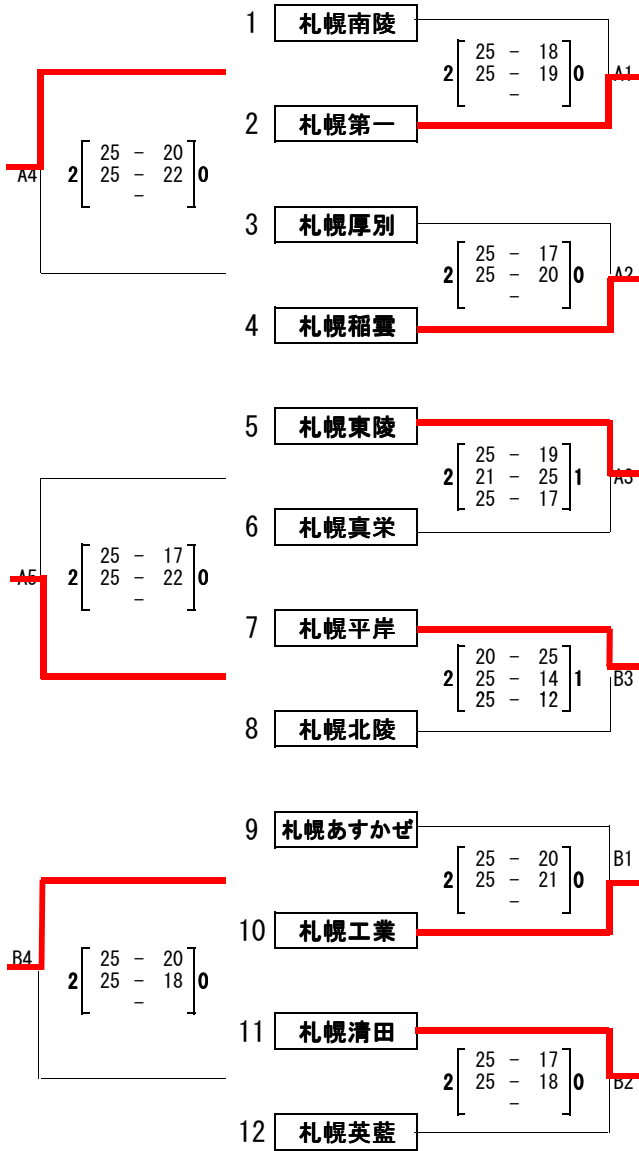 1 札幌南陵
25 - 18
2 25 - 19 0 A1
-
2 札幌第一
25 - 20
A4 2 25 - 22 0
-
3 札幌厚別
25 - 17
2 25 - 20 0 A2
-
4 札幌稲雲
5 札幌東陵
25 - 19
2 21 - 25 1 A3
25 - 17
6 札幌真栄
25 - 17
A5 2 25 - 22 0
-
7 札幌平岸
20 - 25
2 25 - 14 1 B3
25 - 12
8 札幌北陵
9 札幌あすかぜ
25 - 20 B1
2 25 - 21 0
-
10 札幌工業
B4 25 - 20
2 25 - 18 0
-
11 札幌清田
25 - 17
2 25 - 18 0 B2
-
12 札幌英藍